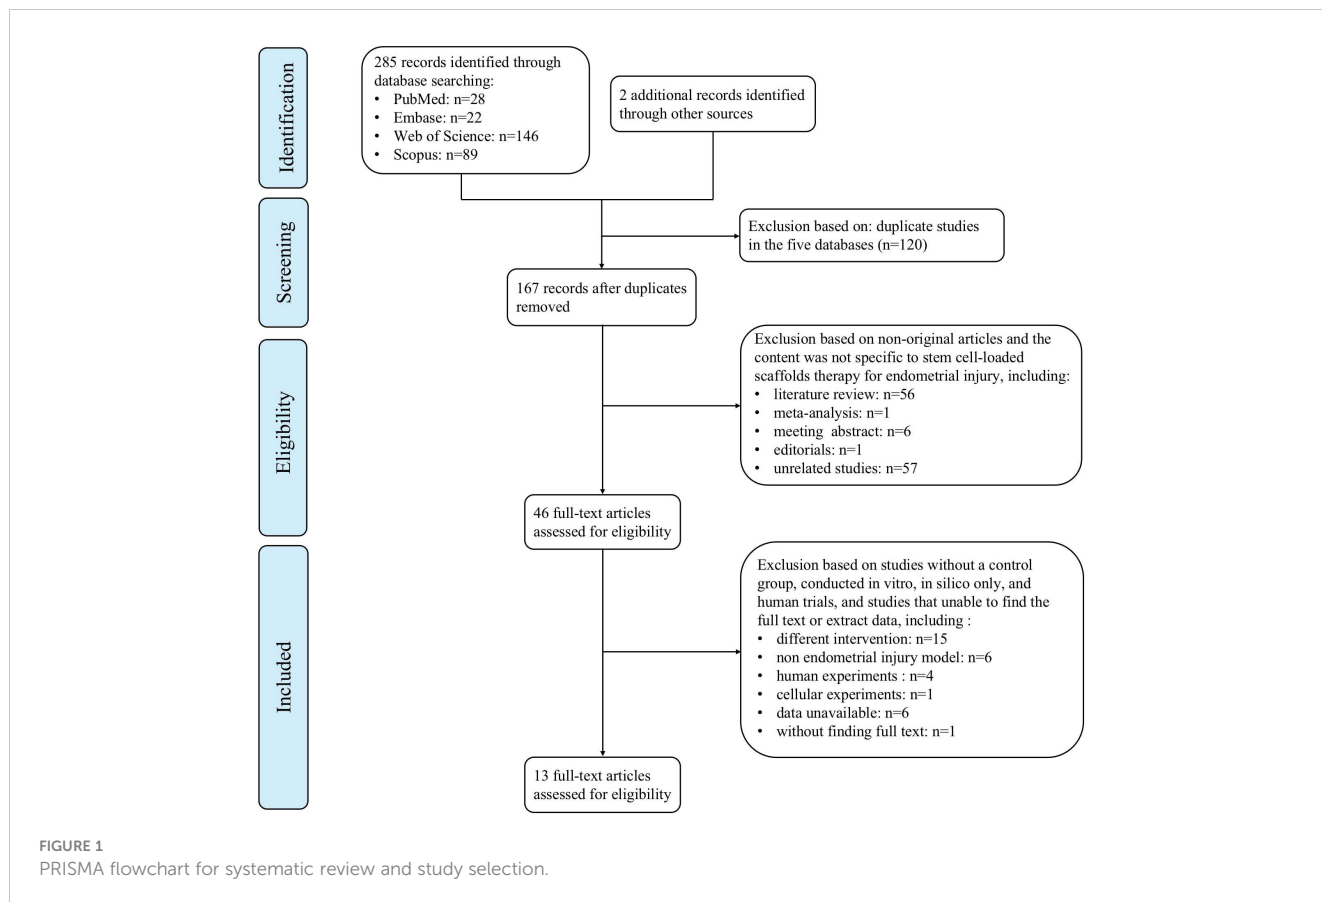 Identification
285 records identified through
database searching:
• PubMed: n=28
• Embase: n=22
• Web of Science: n=146
• Scopus: n=89
2 additional records identified
through other sources
Screening
Exclusion based on: duplicate studies
in the five databases (n=120)
167 records after duplicates
removed
Eligibility
Exclusion based on non-original articles and the
content was not specific to stem cell-loaded
scaffolds therapy for endometrial injury, including:
• literature review: n=56
• meta-analysis: n=1
• meeting abstract: n=6
• editorials: n=1
• unrelated studies: n=57
46 full-text articles
assessed for eligibility
Included
Exclusion based on studies without a control
group, conducted in vitro, in silico only, and
human trials, and studies that unable to find the
full text or extract data, including :
• different intervention: n=15
• non endometrial injury model: n=6
• human experiments : n=4
• cellular experiments: n=1
• data unavailable: n=6
• without finding full text: n=1
13 full-text articles
assessed for eligibility
FIGURE 1
PRISMA flowchart for systematic review and study selection.